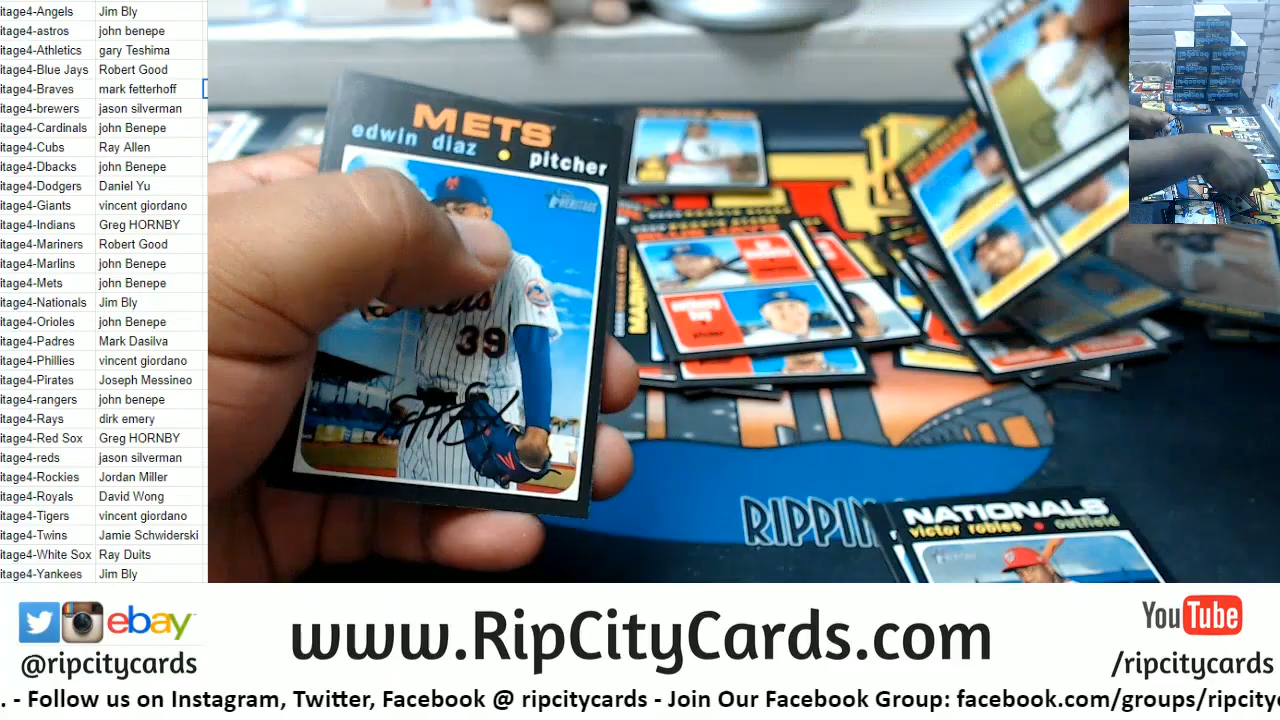 itage4-Angels Jim Bly
itage4-astros john benepe
itage4-Athletics gary Teshima
itage4-Blue Jays Robert Good
itage4-Braves mark fetterhoff
itage4-brewers jason silverman
itage4-Cardinals john Benepe
itage4-Cubs Ray Allen
itage4-Dbacks john Benepe
itage4-Dodgers Daniel Yu
itage4-Giants vincent giordano
itage4-Indians Greg HORNBY
itage4-Mariners Robert Good
itage4-Marlins john Benepe
itage4-Mets john Benepe
itage4-Nationals Jim Bly
itage4-Orioles john Benepe
itage4-Padres Mark Dasilva
itage4-Phillies vincent giordano
itage4-Pirates Joseph Messineo
itage4-rangers john benepe
itage4-Rays dirk emery
itage4-Red Sox Greg HORNBY
itage4-reds jason silverman
itage4-Rockies Jordan Miller
itage4-Royals David Wong
itage4-Tigers vincent giordano
itage4-Twins Jamie Schwiderski
itage4-White Sox Ray Duits
itage4-Yankees Jim Bly
METS
edwin diaz • pitcher
HERITAGE
39
RIPPIN
NATIONALS
victor robles • outfield
ebay
@ripcitycards
www.RipCityCards.com
YouTube
/ripcitycards
. - Follow us on Instagram, Twitter, Facebook @ ripcitycards - Join Our Facebook Group: facebook.com/groups/ripcity